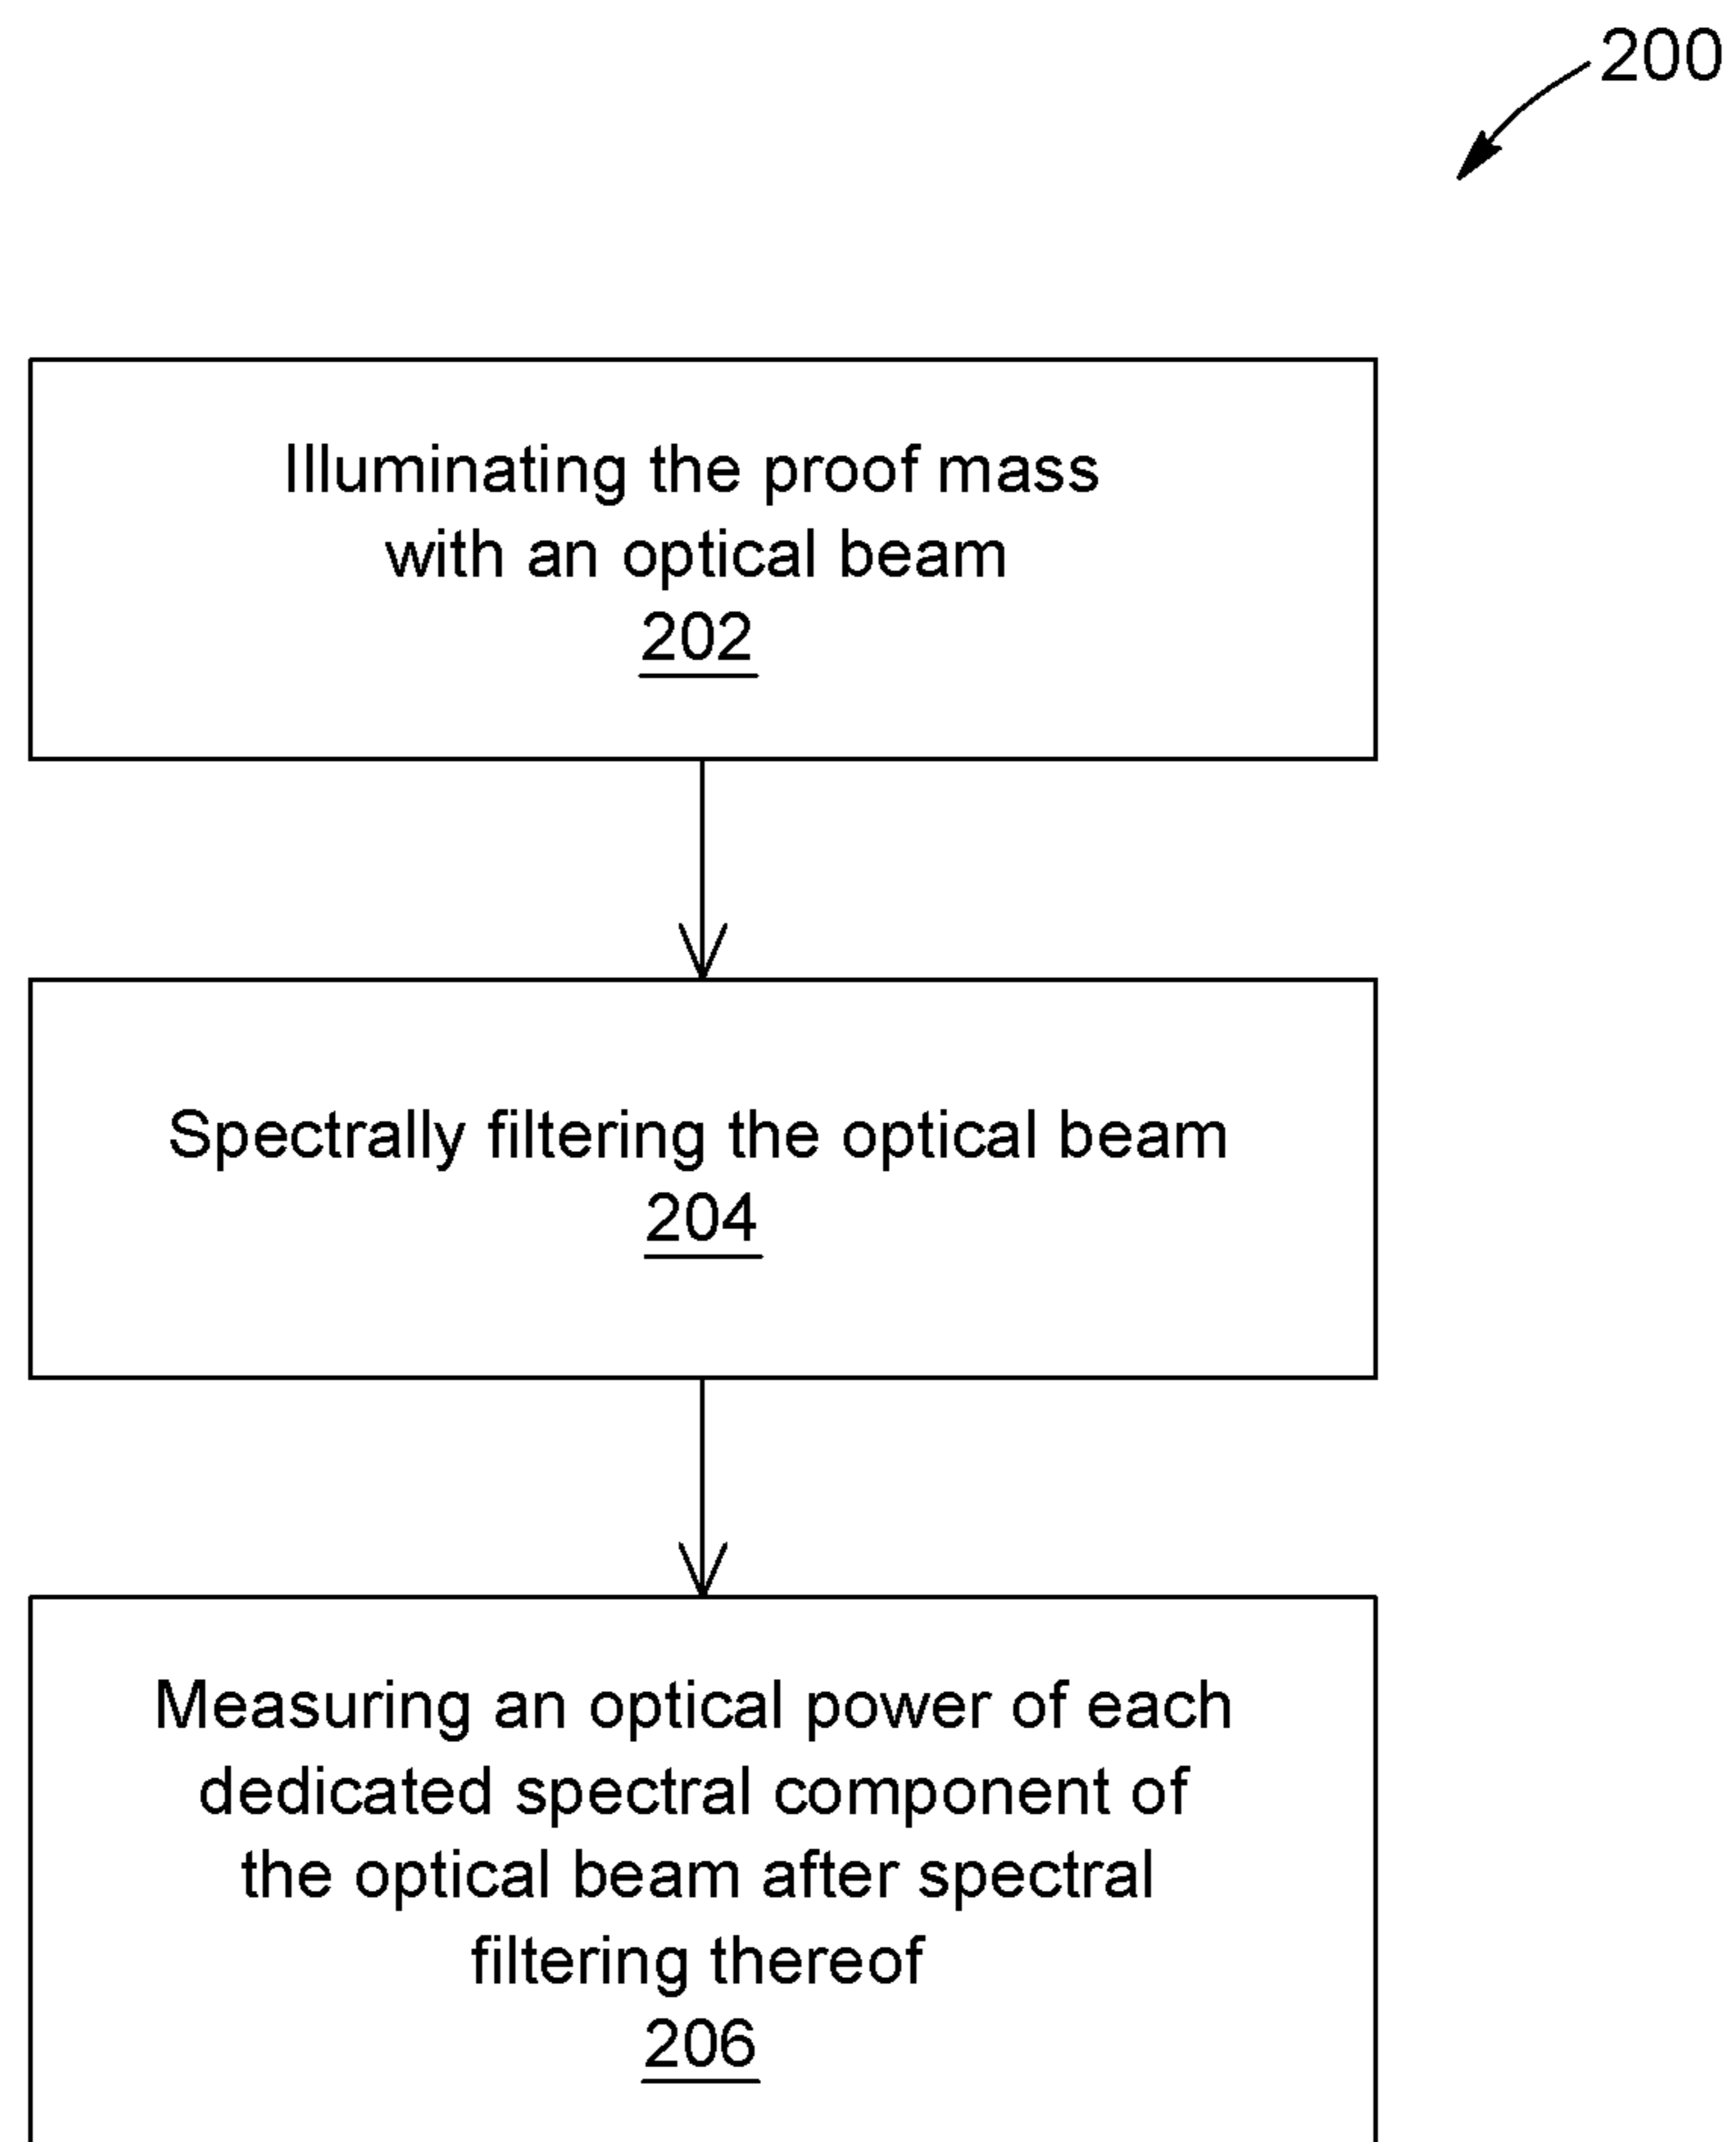 200
Illuminating the proof mass
with an optical beam
202
Spectrally filtering the optical beam
204
Measuring an optical power of each
dedicated spectral component of
the optical beam after spectral
filtering thereof
206